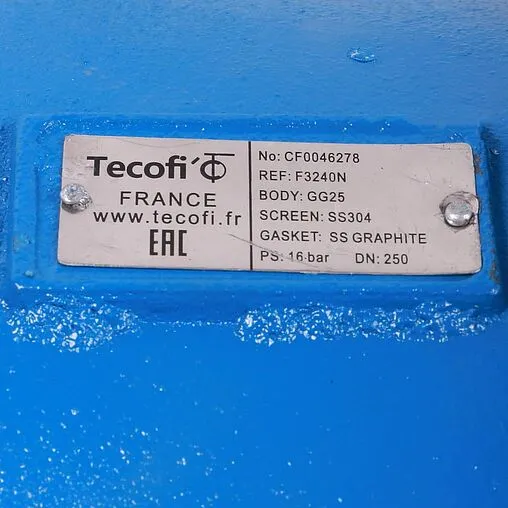 Tecofi
FRANCE
www.tecofi.fr
EAC
No: CF0046278
REF: F3240N
BODY: GG25
SCREEN: SS304
GASKET: SS GRAPHITE
PS: 16 bar DN: 250